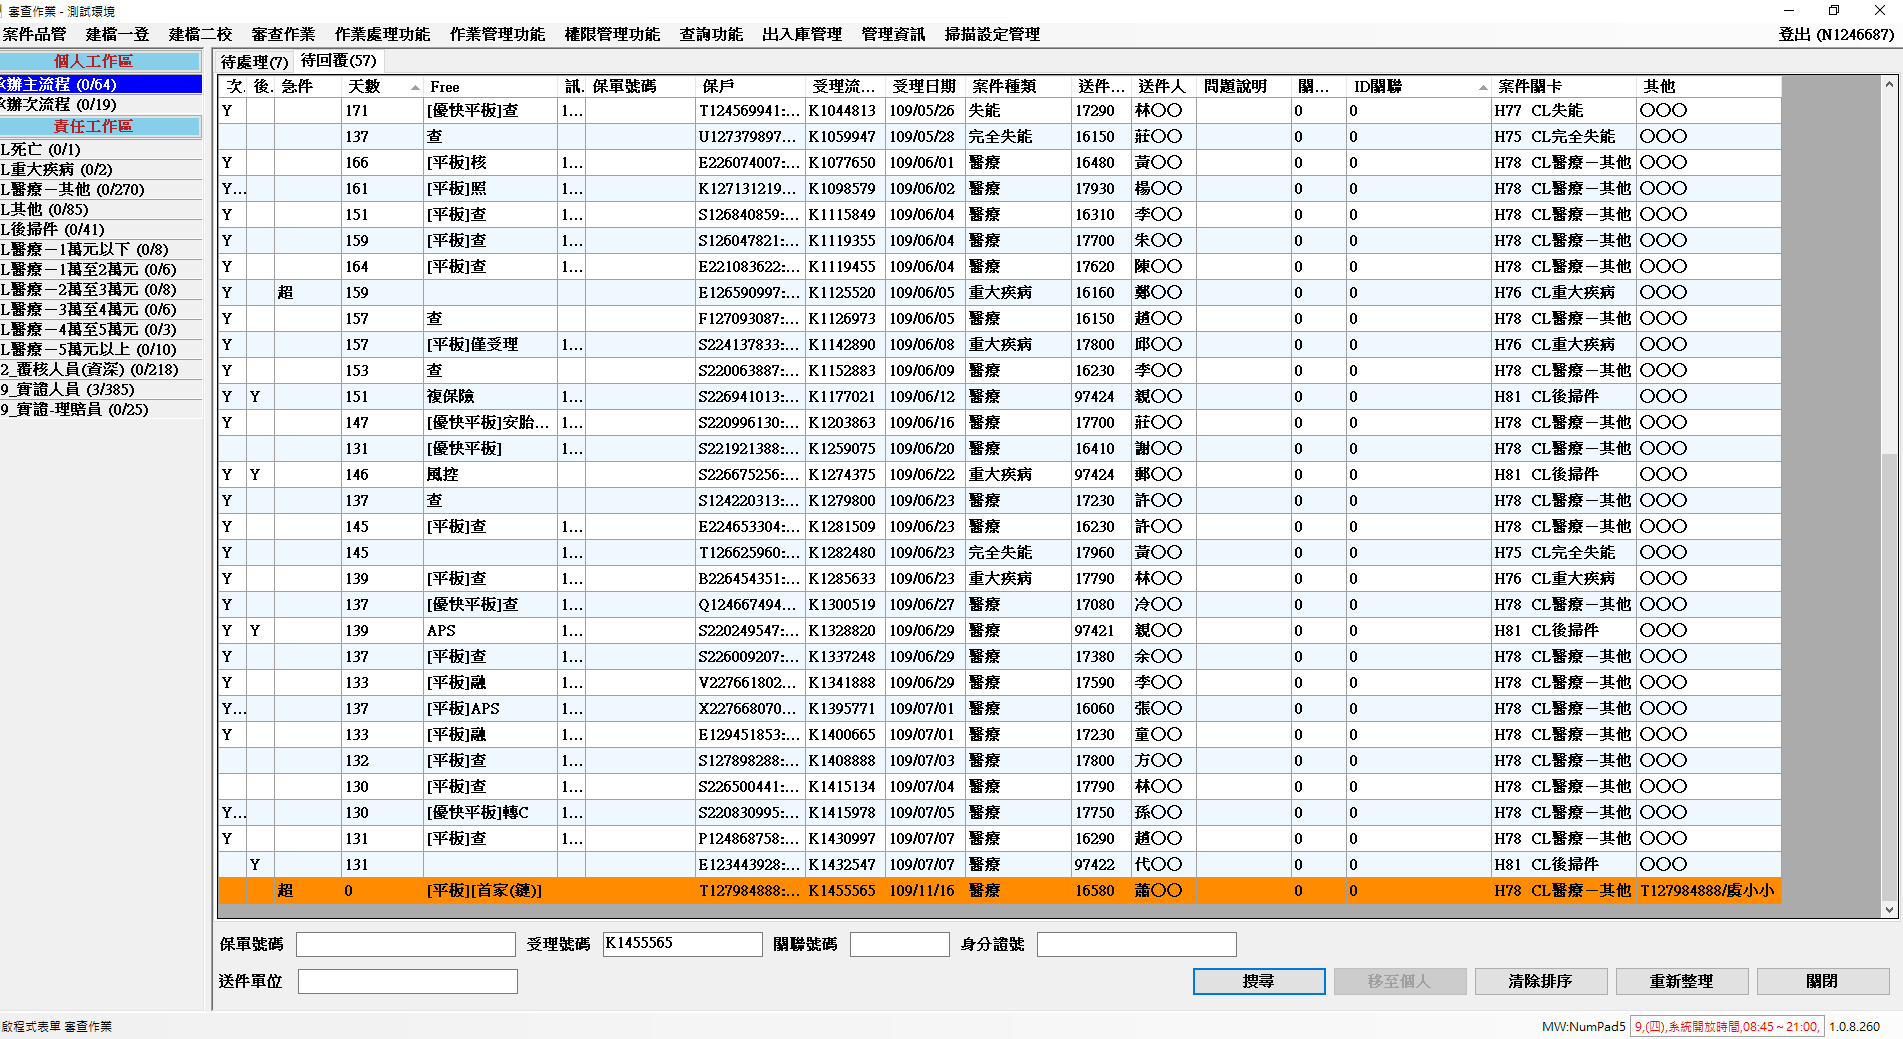 審查作業 - 測試環境
案件品管 建檔一登 建檔二校 審查作業 作業處理功能 作業管理功能 權限管理功能 查詢功能 出入庫管理 管理資訊 掃描設定管理 登出 (N1246687)
個人工作區
辦主流程 (0/64)
辦次流程 (0/19)
責任工作區
L死亡 (0/1)
L重大疾病 (0/2)
L醫療－其他 (0/270)
L其他 (0/85)
L後掃件 (0/41)
L醫療－1萬元以下 (0/8)
L醫療－1萬至2萬元 (0/6)
L醫療－2萬至3萬元 (0/8)
L醫療－3萬至4萬元 (0/6)
L醫療－4萬至5萬元 (0/3)
L醫療－5萬元以上 (0/10)
2_覆核人員(資深) (0/218)
9_實證人員 (3/385)
9_實證-理賠員 (0/25)
待處理(7) 待回覆(57)
次. 後. 急件 天數 Free 訊. 保單號碼 保戶 受理流... 受理日期 案件種類 送件... 送件人 問題說明 關... ID關聯 案件關卡 其他
Y 171 [優快平板]查 1... T124569941:... K1044813 109/05/26 失能 17290 林〇〇 0 0 H77 CL失能 〇〇〇
137 查 U127379897... K1059947 109/05/28 完全失能 16150 莊〇〇 0 0 H75 CL完全失能 〇〇〇
Y 166 [平板]核 1... E226074007:... K1077650 109/06/01 醫療 16480 黃〇〇 0 0 H78 CL醫療－其他 〇〇〇
Y... 161 [平板]照 1... K127131219... K1098579 109/06/02 醫療 17930 楊〇〇 0 0 H78 CL醫療－其他 〇〇〇
Y 151 [平板]查 1... S126840859:... K1115849 109/06/04 醫療 16310 李〇〇 0 0 H78 CL醫療－其他 〇〇〇
Y 159 [平板]查 1... S126047821:... K1119355 109/06/04 醫療 17700 朱〇〇 0 0 H78 CL醫療－其他 〇〇〇
Y 164 [平板]查 1... E221083622:... K1119455 109/06/04 醫療 17620 陳〇〇 0 0 H78 CL醫療－其他 〇〇〇
Y 超 159 E126590997:... K1125520 109/06/05 重大疾病 16160 鄭〇〇 0 0 H76 CL重大疾病 〇〇〇
Y 157 查 F127093087:... K1126973 109/06/05 醫療 16150 趙〇〇 0 0 H78 CL醫療－其他 〇〇〇
Y 157 [平板]僅受理 1... S224137833:... K1142890 109/06/08 重大疾病 17800 邱〇〇 0 0 H76 CL重大疾病 〇〇〇
Y 153 查 S220063887:... K1152883 109/06/09 醫療 16230 李〇〇 0 0 H78 CL醫療－其他 〇〇〇
Y Y 151 複保險 1... S226941013:... K1177021 109/06/12 醫療 97424 親〇〇 0 0 H81 CL後掃件 〇〇〇
Y 147 [優快平板]安胎... 1... S220996130:... K1203863 109/06/16 醫療 17700 莊〇〇 0 0 H78 CL醫療－其他 〇〇〇
131 [優快平板] 1... S221921388:... K1259075 109/06/20 醫療 16410 謝〇〇 0 0 H78 CL醫療－其他 〇〇〇
Y Y 146 風控 S226675256:... K1274375 109/06/22 重大疾病 97424 鄭〇〇 0 0 H81 CL後掃件 〇〇〇
Y 137 查 S124220313:... K1279800 109/06/23 醫療 17230 許〇〇 0 0 H78 CL醫療－其他 〇〇〇
Y 145 [平板]查 1... E224653304:... K1281509 109/06/23 醫療 16230 許〇〇 0 0 H78 CL醫療－其他 〇〇〇
Y 145 1... T126625960:... K1282480 109/06/23 完全失能 17960 黃〇〇 0 0 H75 CL完全失能 〇〇〇
Y 139 [平板]查 1... B226454351:... K1285633 109/06/23 重大疾病 17790 林〇〇 0 0 H76 CL重大疾病 〇〇〇
Y 137 [優快平板]查 1... Q124667494... K1300519 109/06/27 醫療 17080 冷〇〇 0 0 H78 CL醫療－其他 〇〇〇
Y Y 139 APS 1... S220249547:... K1328820 109/06/29 醫療 97421 親〇〇 0 0 H81 CL後掃件 〇〇〇
Y 137 [平板]查 1... S226009207:... K1337248 109/06/29 醫療 17380 余〇〇 0 0 H78 CL醫療－其他 〇〇〇
Y 133 [平板]融 1... V227661802... K1341888 109/06/29 醫療 17590 李〇〇 0 0 H78 CL醫療－其他 〇〇〇
Y... 137 [平板]APS 1... X227668070... K1395771 109/07/01 醫療 16060 張〇〇 0 0 H78 CL醫療－其他 〇〇〇
Y 133 [平板]融 1... E129451853:... K1400665 109/07/01 醫療 17230 童〇〇 0 0 H78 CL醫療－其他 〇〇〇
132 [平板]查 1... S127898288:... K1408888 109/07/03 醫療 17800 方〇〇 0 0 H78 CL醫療－其他 〇〇〇
130 [平板]查 1... S226500441:... K1415134 109/07/04 醫療 17790 林〇〇 0 0 H78 CL醫療－其他 〇〇〇
Y... 130 [優快平板]轉C 1... S220830995:... K1415978 109/07/05 醫療 17750 孫〇〇 0 0 H78 CL醫療－其他 〇〇〇
Y 131 [平板]查 1... P124868758:... K1430997 109/07/07 醫療 16290 趙〇〇 0 0 H78 CL醫療－其他 〇〇〇
Y 131 E123443928:... K1432547 109/07/07 醫療 97422 代〇〇 0 0 H81 CL後掃件 〇〇〇
超 0 [平板][首家(鏈)] T127984888:... K1455565 109/11/16 醫療 16580 蕭〇〇 0 0 H78 CL醫療－其他 T127984888/虞小小
保單號碼 受理號碼 K1455565 關聯號碼 身分證號
送件單位 搜尋 移至個人 清除排序 重新整理 關閉
啟程式表單 審查作業 MW:NumPad5 9,(四),系統開放時間,08:45 ~ 21:00, 1.0.8.260